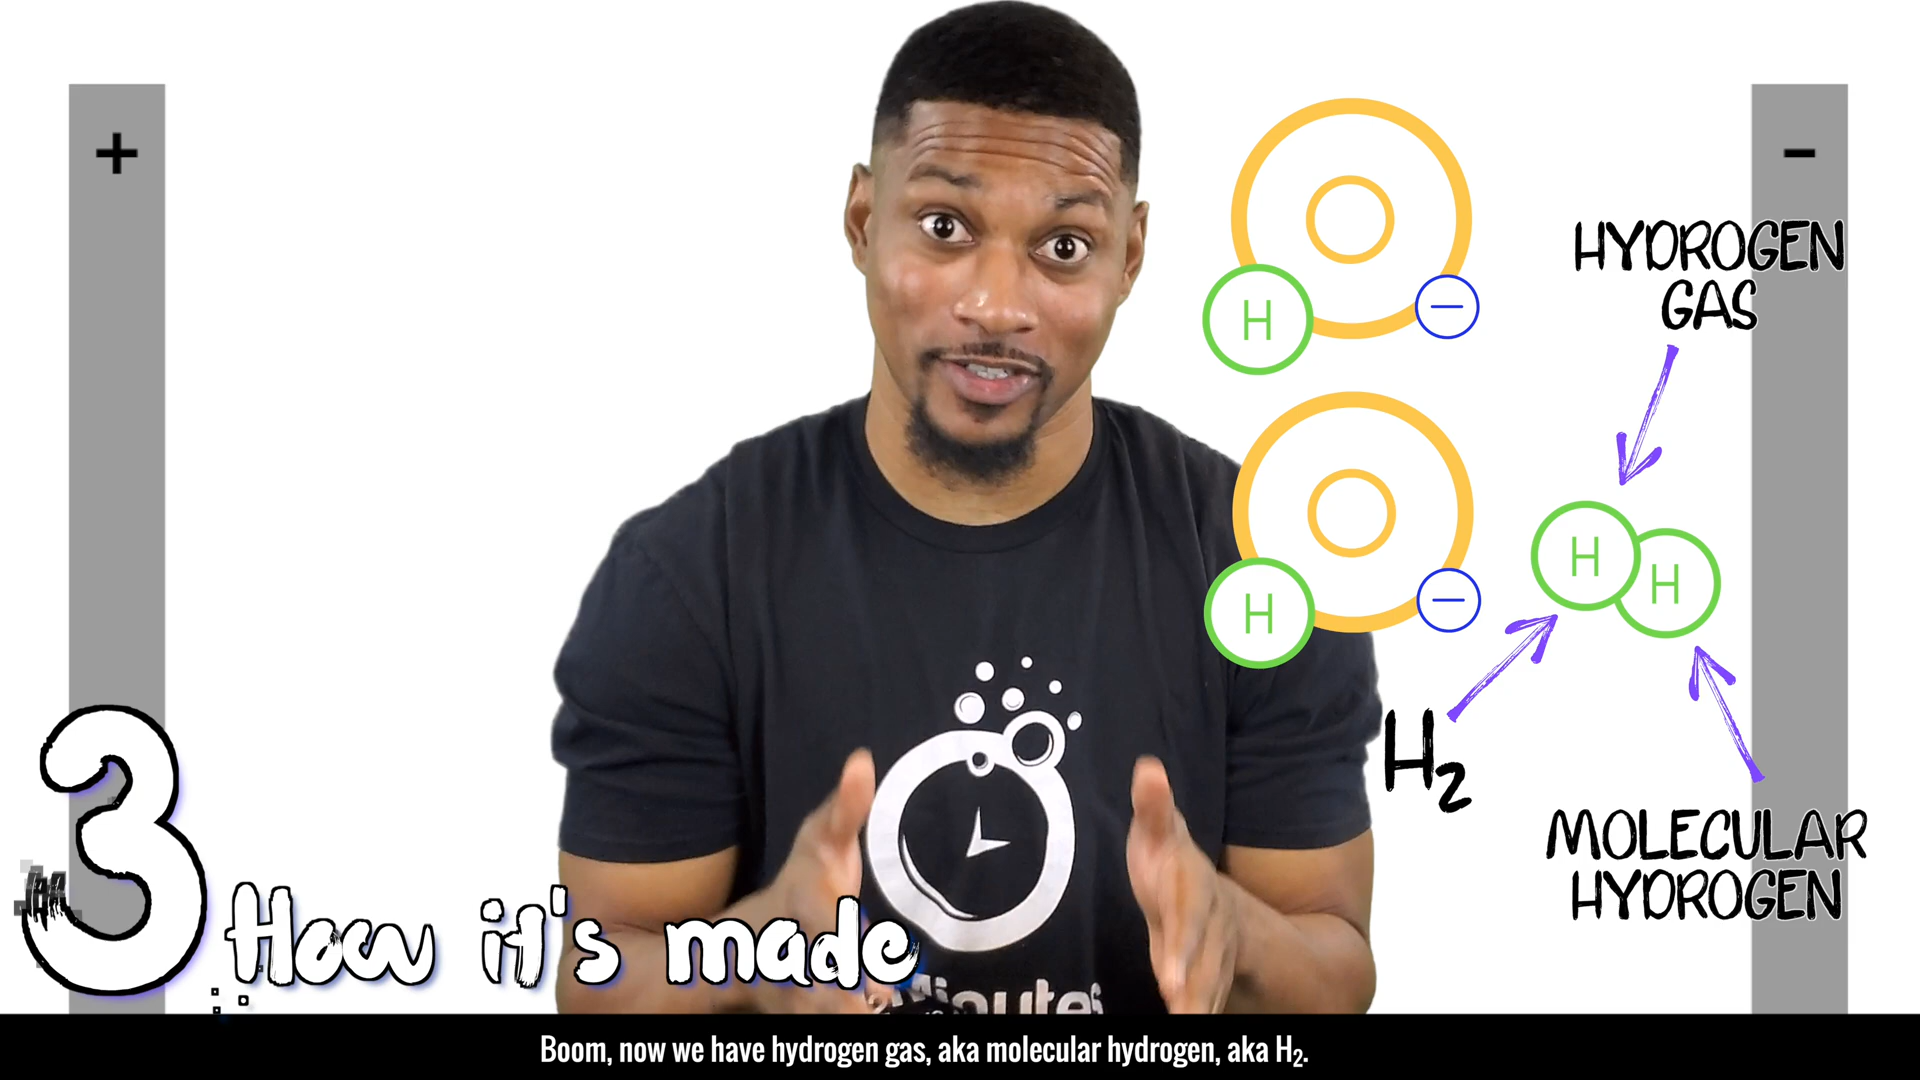 +
−
HYDROGEN
GAS
H −
H −
H H
H₂
MOLECULAR
HYDROGEN
3 How it's made
Minutes
Boom, now we have hydrogen gas, aka molecular hydrogen, aka H₂.